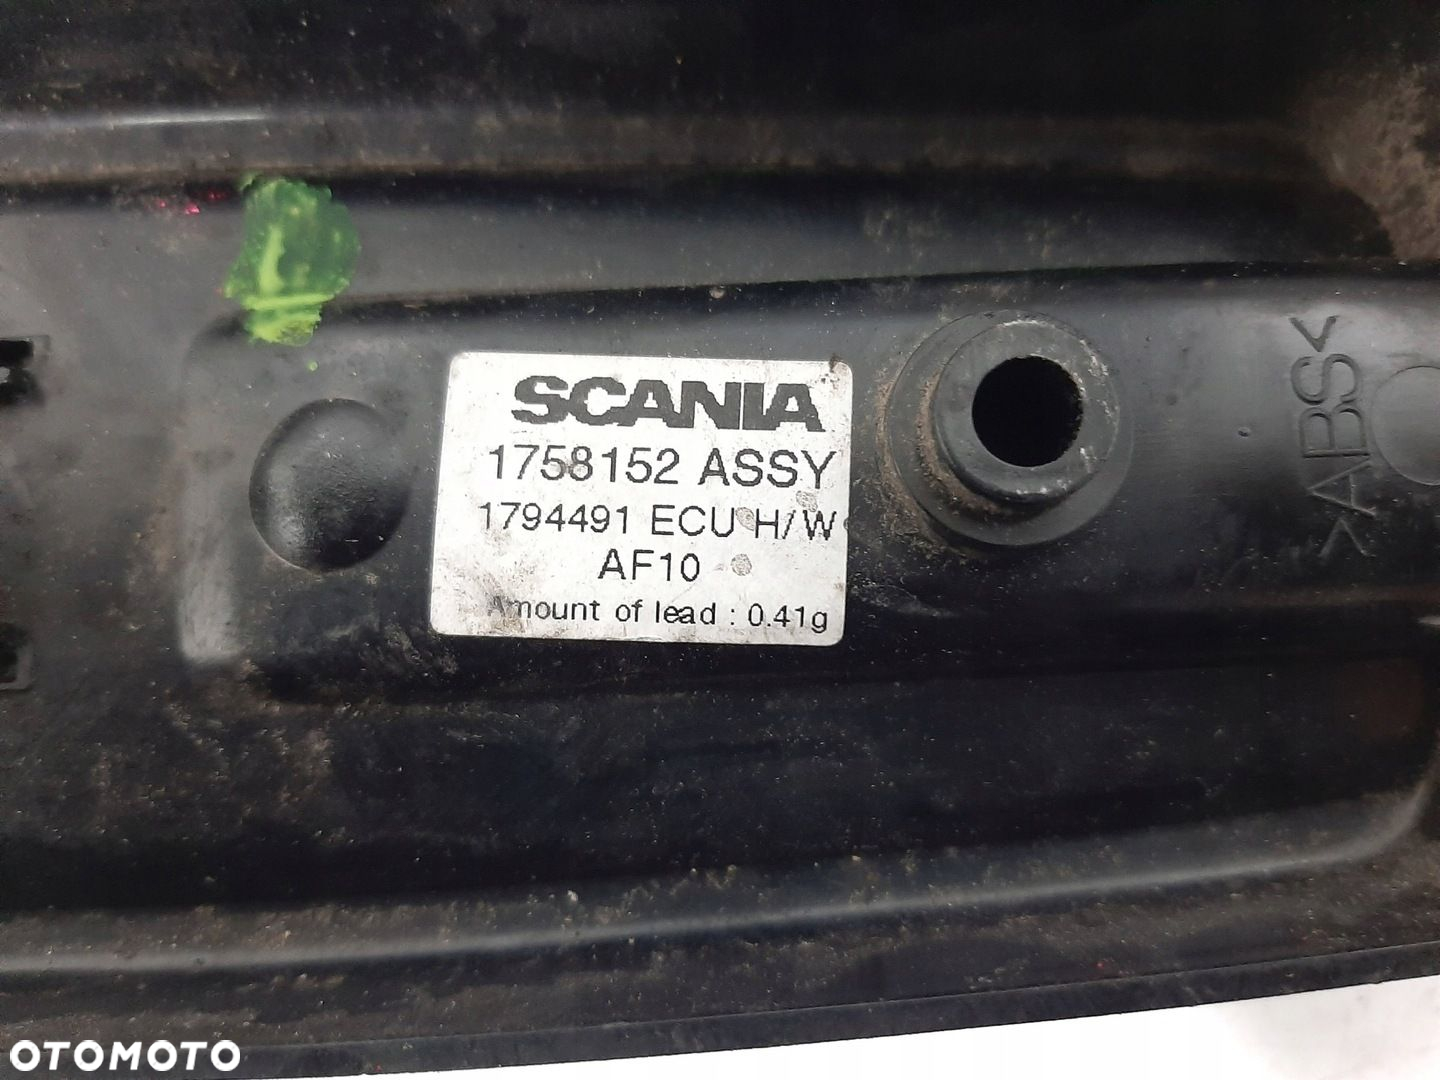 SCANIA
1758152 ASSY
1794491 ECU H/W
AF10
Amount of lead : 0.41g
>ABS<
OTOMOTO